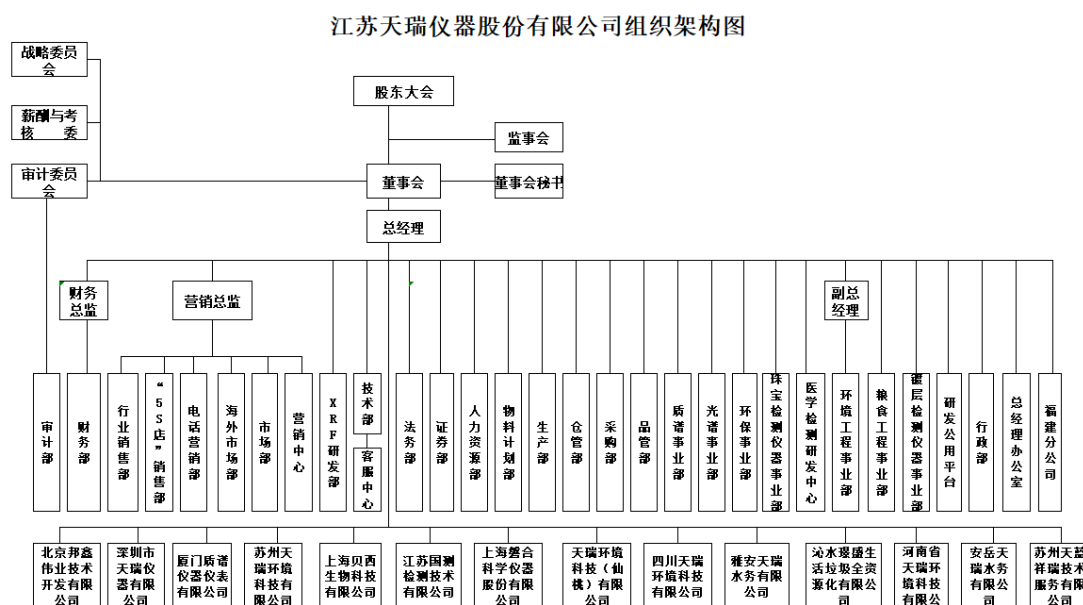 江苏天瑞仪器股份有限公司组织架构图
战略委员
会
薪酬与考
核 委
审计委员
会
股东大会
监事会
董事会
董事会秘书
总经理
财务
总监
营销总监
副总
经理
审计部
财务部
行业销售部
“5S店”销售部
电话营销部
海外市场部
市场部
营销中心
XRF研发部
技术部
客服中心
法务部
证券部
人力资源部
物料计划部
生产部
仓管部
采购部
品管部
质谱事业部
光谱事业部
环保事业部
珠宝检测仪器事业部
医学检测研发中心
环境工程事业部
粮食工程事业部
镀层检测仪器事业部
研发公用平台
行政部
总经理办公室
福建分公司
北京邦鑫
伟业技术
开发有限
公司
深圳市
天瑞仪
器有限
公司
厦门质谱
仪器仪表
有限公司
苏州天
瑞环境
科技有
限公司
上海贝西
生物科技
有限公司
江苏国测
检测技术
有限公司
上海磐合
科学仪器
股份有限
公司
天瑞环境
科技（仙
桃）有限
公司
四川天瑞
环境科技
有限公司
雅安天瑞
水务有限
公司
沁水璟盛生
活垃圾全资
源化有限公
司
河南省
天瑞环
境科技
有限公
安岳天
瑞水务
有限公
司
苏州天蓝
祥瑞技术
服务有限
公司